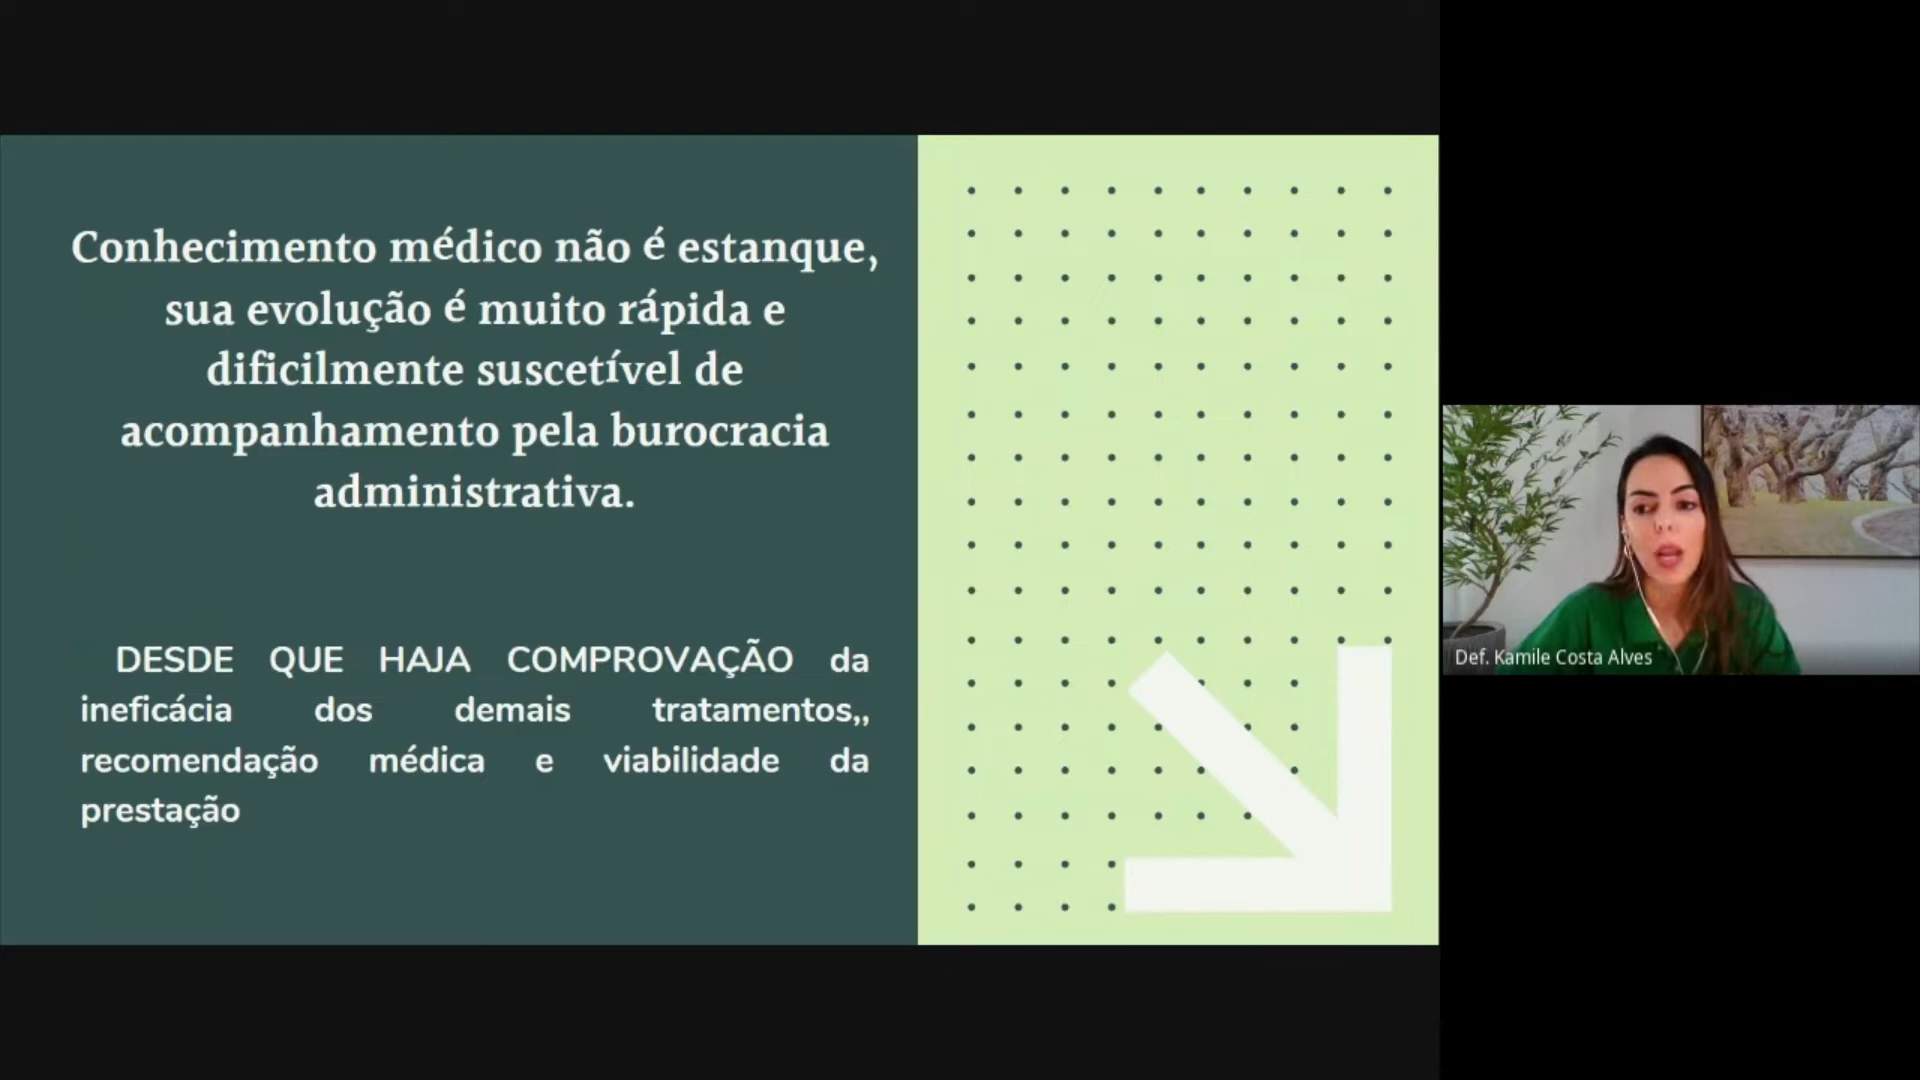 Conhecimento médico não é estanque,
sua evolução é muito rápida e
dificilmente suscetível de
acompanhamento pela burocracia
administrativa.
DESDE QUE HAJA COMPROVAÇÃO da
ineficácia dos demais tratamentos,,
recomendação médica e viabilidade da
prestação
Def. Kamile Costa Alves